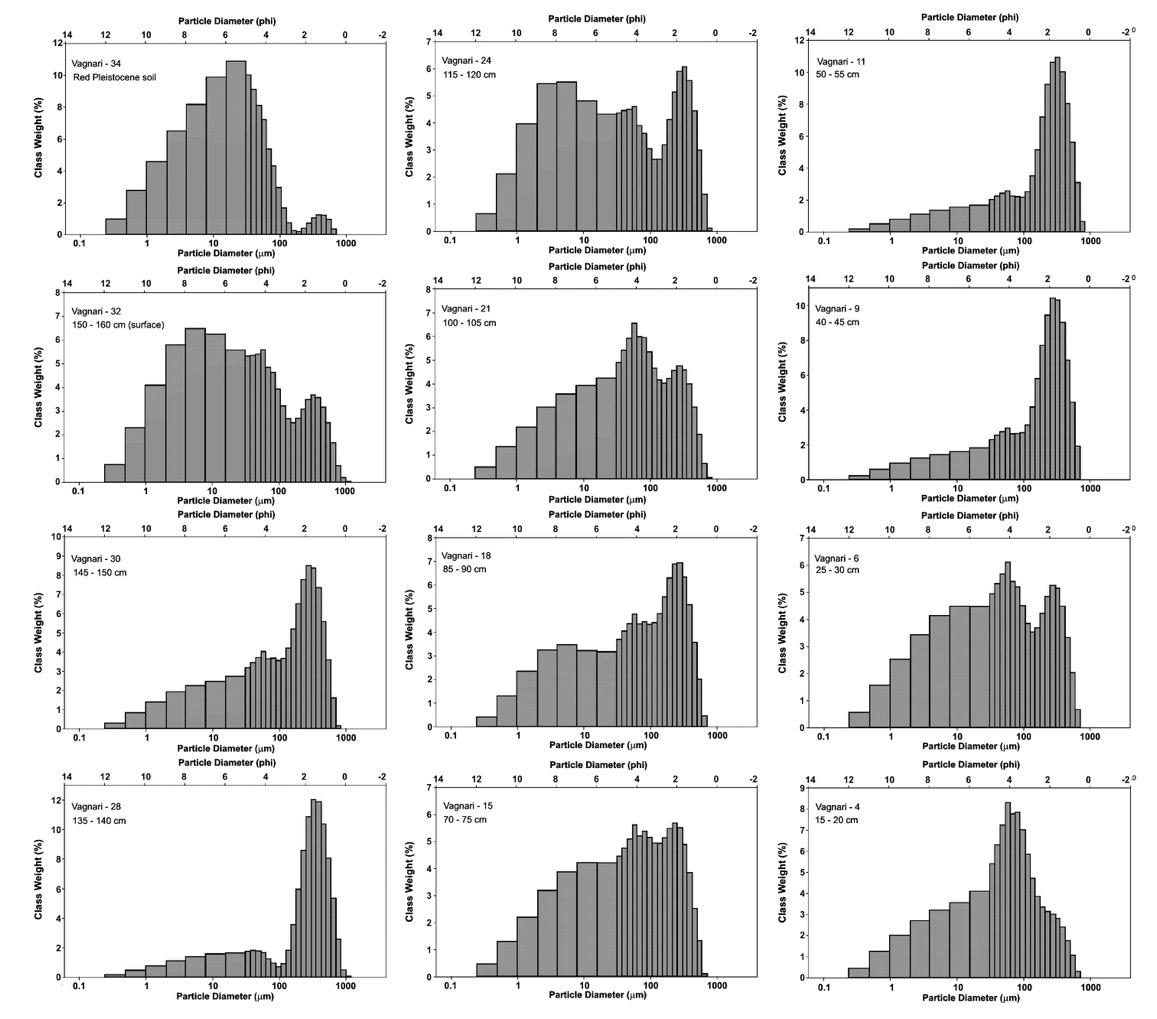 Particle Diameter (phi)
14 12 10 8 6 4 2 0 -2
Vagnari - 34
Red Pleistocene soil
Class Weight (%)
12
10
8
6
4
2
0
0.1 1 10 100 1000
Particle Diameter (μm)
Particle Diameter (phi)
14 12 10 8 6 4 2 0 -2
Vagnari - 24
115 - 120 cm
Class Weight (%)
7
6
5
4
3
2
1
0
0.1 1 10 100 1000
Particle Diameter (μm)
Particle Diameter (phi)
14 12 10 8 6 4 2 0 -2 0
Vagnari - 11
50 - 55 cm
Class Weight (%)
12
10
8
6
4
2
0
0.1 1 10 100 1000
Particle Diameter (μm)
Particle Diameter (phi)
14 12 10 8 6 4 2 0 -2
Vagnari - 32
150 - 160 cm (surface)
Class Weight (%)
8
7
6
5
4
3
2
1
0
0.1 1 10 100 1000
Particle Diameter (μm)
Particle Diameter (phi)
14 12 10 8 6 4 2 0 -2
Vagnari - 21
100 - 105 cm
Class Weight (%)
8
7
6
5
4
3
2
1
0
0.1 1 10 100 1000
Particle Diameter (μm)
Particle Diameter (phi)
14 12 10 8 6 4 2 0 -2
Vagnari - 9
40 - 45 cm
Class Weight (%)
10
8
6
4
2
0
0.1 1 10 100 1000
Particle Diameter (μm)
Particle Diameter (phi)
14 12 10 8 6 4 2 0 -2
Vagnari - 30
145 - 150 cm
Class Weight (%)
10
9
8
7
6
5
4
3
2
1
0
0.1 1 10 100 1000
Particle Diameter (μm)
Particle Diameter (phi)
14 12 10 8 6 4 2 0 -2
Vagnari - 18
85 - 90 cm
Class Weight (%)
8
7
6
5
4
3
2
1
0
0.1 1 10 100 1000
Particle Diameter (μm)
Particle Diameter (phi)
14 12 10 8 6 4 2 0 -2 0
Vagnari - 6
25 - 30 cm
Class Weight (%)
7
6
5
4
3
2
1
0
0.1 1 10 100 1000
Particle Diameter (μm)
Particle Diameter (phi)
14 12 10 8 6 4 2 0 -2
Vagnari - 28
135 - 140 cm
Class Weight (%)
12
10
8
6
4
2
0
0.1 1 10 100 1000
Particle Diameter (μm)
Particle Diameter (phi)
14 12 10 8 6 4 2 0 -2
Vagnari - 15
70 - 75 cm
Class Weight (%)
7
6
5
4
3
2
1
0
0.1 1 10 100 1000
Particle Diameter (μm)
Particle Diameter (phi)
14 12 10 8 6 4 2 0 -2 .0
Vagnari - 4
15 - 20 cm
Class Weight (%)
9
8
7
6
5
4
3
2
1
0
0.1 1 10 100 1000
Particle Diameter (μm)